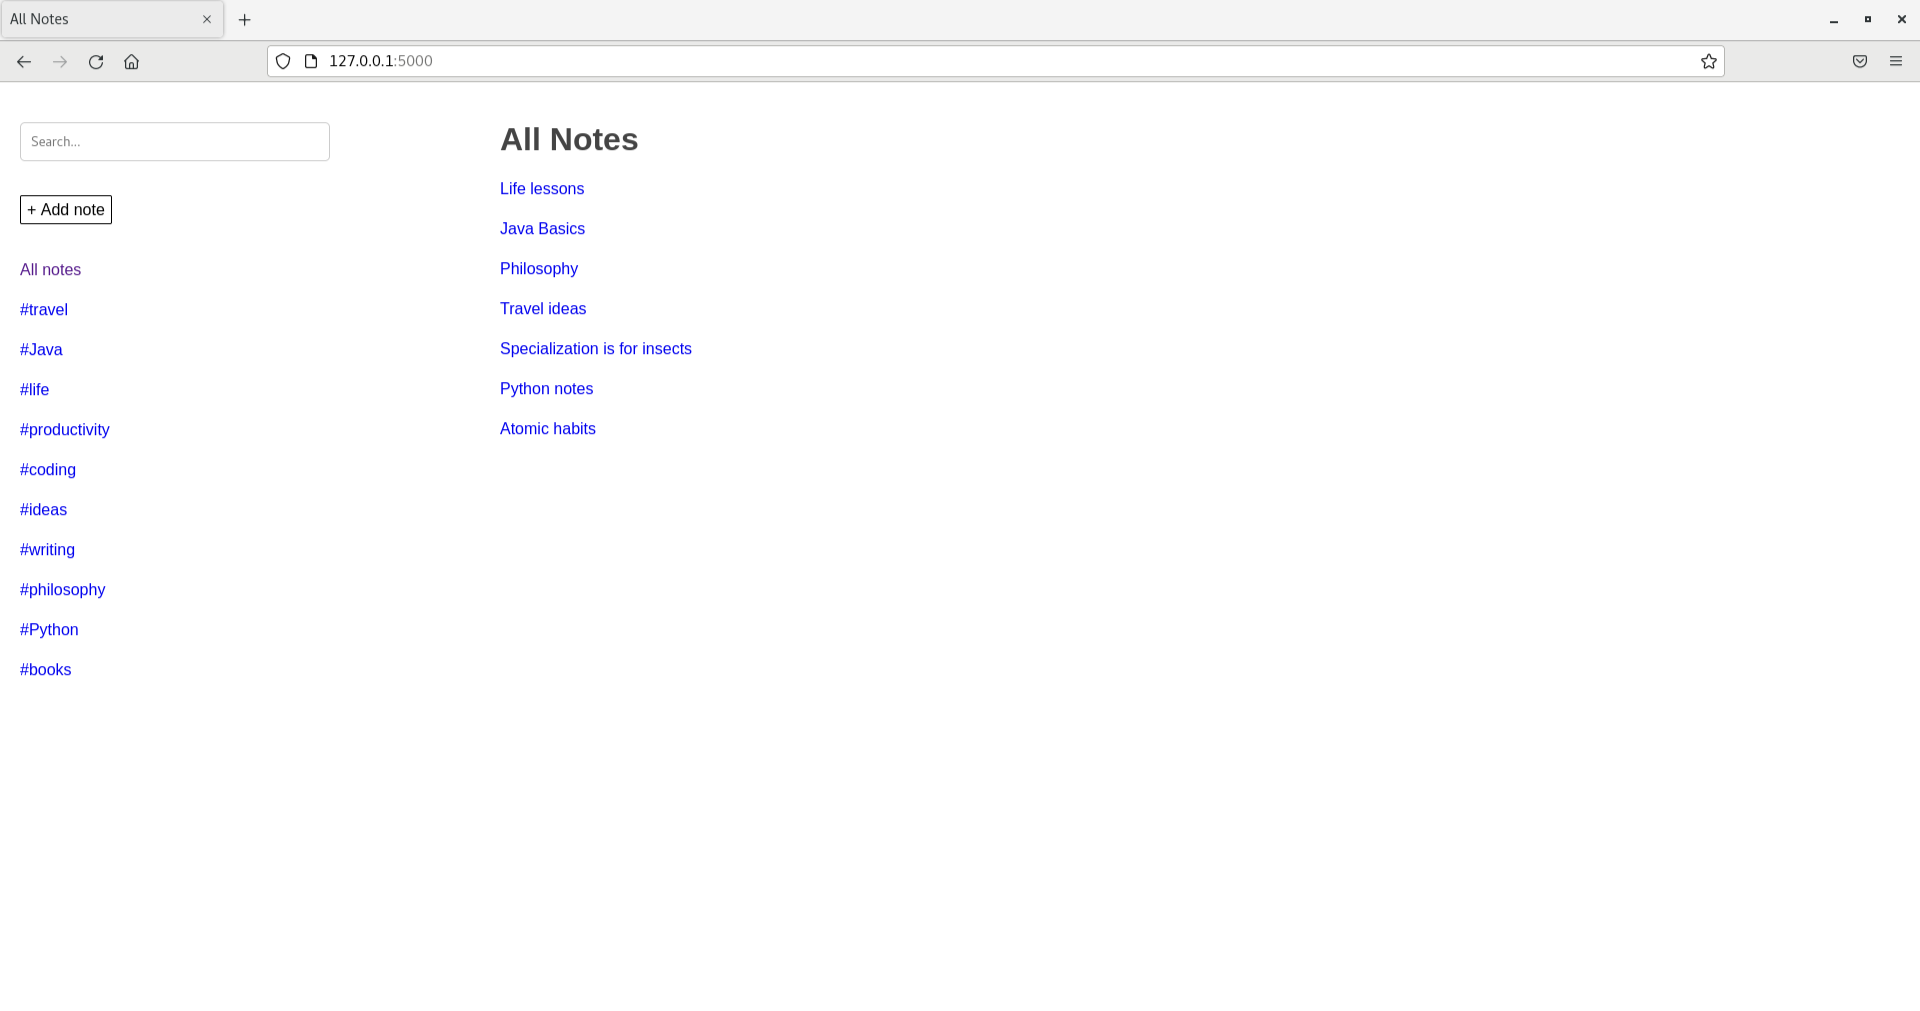 All Notes
127.0.0.1:5000
Search...
+ Add note
All notes
#travel
#Java
#life
#productivity
#coding
#ideas
#writing
#philosophy
#Python
#books
All Notes
Life lessons
Java Basics
Philosophy
Travel ideas
Specialization is for insects
Python notes
Atomic habits